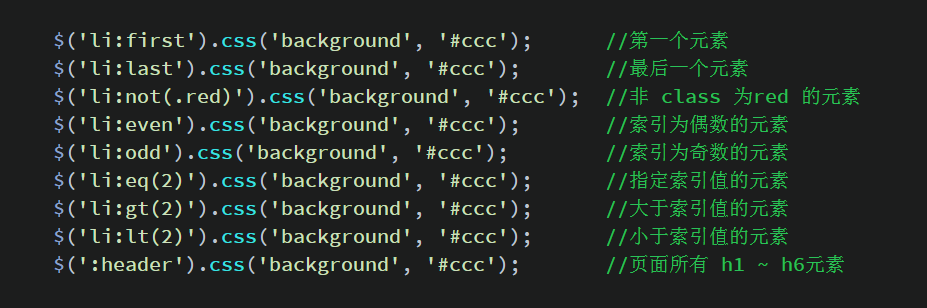 $('li:first').css('background', '#ccc'); //第一个元素
$('li:last').css('background', '#ccc'); //最后一个元素
$('li:not(.red)').css('background', '#ccc'); //非 class 为red 的元素
$('li:even').css('background', '#ccc'); //索引为偶数的元素
$('li:odd').css('background', '#ccc'); //索引为奇数的元素
$('li:eq(2)').css('background', '#ccc'); //指定索引值的元素
$('li:gt(2)').css('background', '#ccc'); //大于索引值的元素
$('li:lt(2)').css('background', '#ccc'); //小于索引值的元素
$(':header').css('background', '#ccc'); //页面所有 h1 ~ h6元素